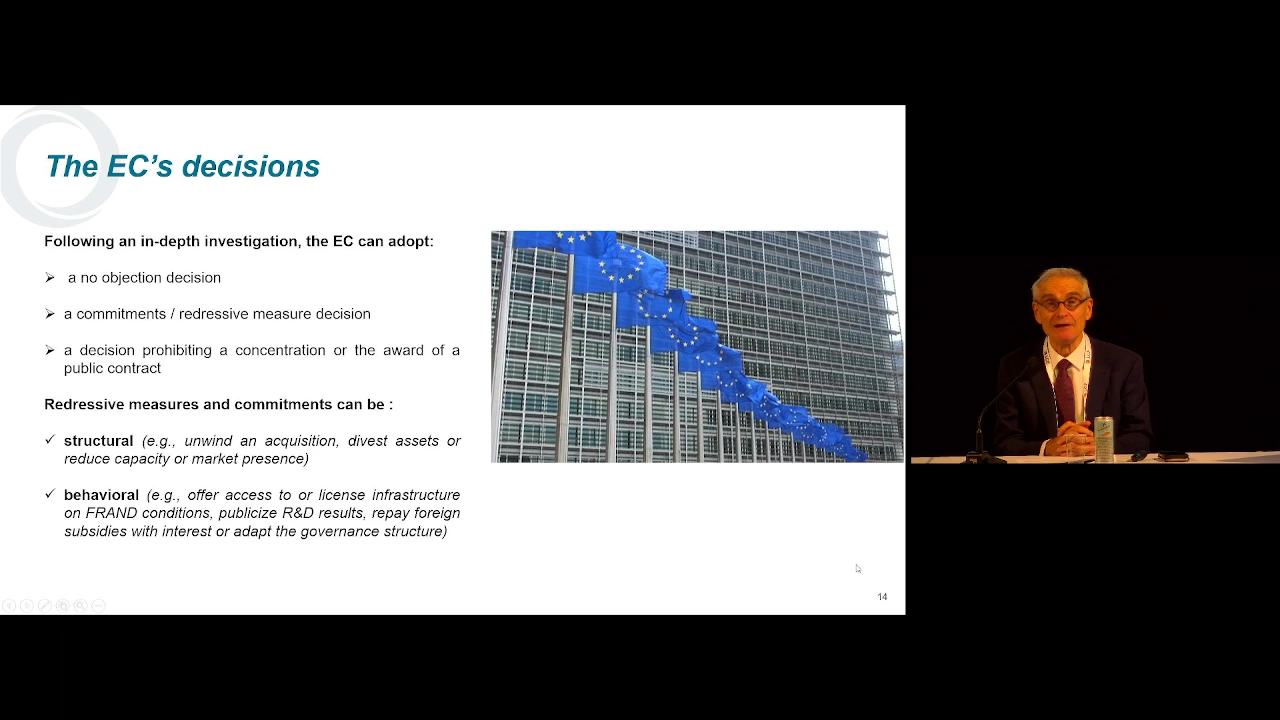 The EC's decisions
Following an in-depth investigation, the EC can adopt:
➢ a no objection decision
➢ a commitments / redressive measure decision
➢ a decision prohibiting a concentration or the award of a
public contract
Redressive measures and commitments can be :
✓ structural (e.g., unwind an acquisition, divest assets or
reduce capacity or market presence)
✓ behavioral (e.g., offer access to or license infrastructure
on FRAND conditions, publicize R&D results, repay foreign
subsidies with interest or adapt the governance structure)
14